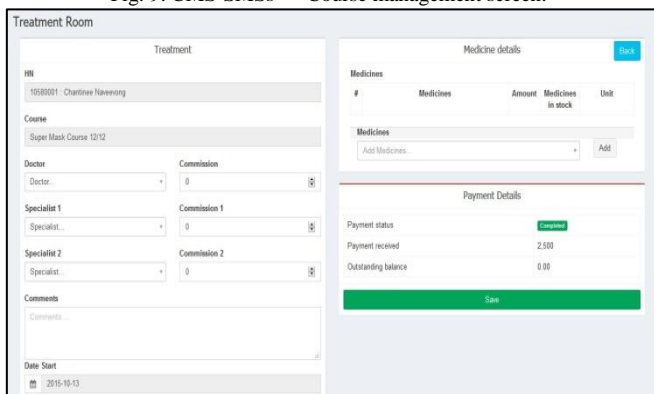 Fig. 9. CMS-SMSs — Course management screen.
Treatment Room
Treatment
HN
10580001 : Chantinee Naveevong
Course
Super Mask Course 12/12
Doctor
Commission
Doctor...
0
Specialist 1
Commission 1
Specialist...
0
Specialist 2
Commission 2
Specialist...
0
Comments
Comments ...
Date Start
2015-10-13
Medicine details
Back
Medicines
# Medicines Amount Medicines in stock Unit
Medicines
Add Medicines...
Add
Payment Details
Payment status Completed
Payment received 2,500
Outstanding balance 0.00
Save